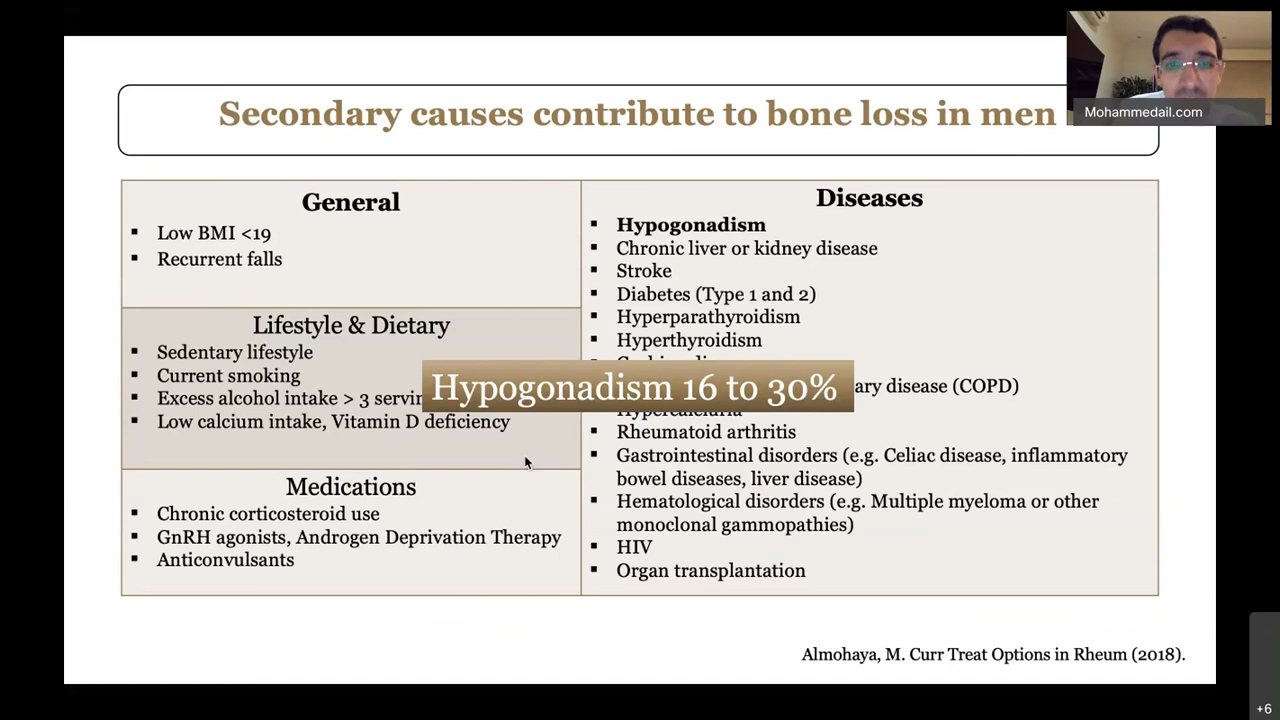 Secondary causes contribute to bone loss in men
Mohammedail.com
General
▪ Low BMI <19
▪ Recurrent falls
Lifestyle & Dietary
▪ Sedentary lifestyle
▪ Current smoking
▪ Excess alcohol intake > 3
▪ Low calcium intake, Vitamin D deficiency
Medications
▪ Chronic corticosteroid use
▪ GnRH agonists, Androgen Deprivation Therapy
▪ Anticonvulsants
Diseases
▪ Hypogonadism
▪ Chronic liver or kidney disease
▪ Stroke
▪ Diabetes (Type 1 and 2)
▪ Hyperparathyroidism
▪ Hyperthyroidism
disease (COPD)
▪ Rheumatoid arthritis
▪ Gastrointestinal disorders (e.g. Celiac disease, inflammatory
bowel diseases, liver disease)
▪ Hematological disorders (e.g. Multiple myeloma or other
monoclonal gammopathies)
▪ HIV
▪ Organ transplantation
Hypogonadism 16 to 30%
Almohaya, M. Curr Treat Options in Rheum (2018).
+6